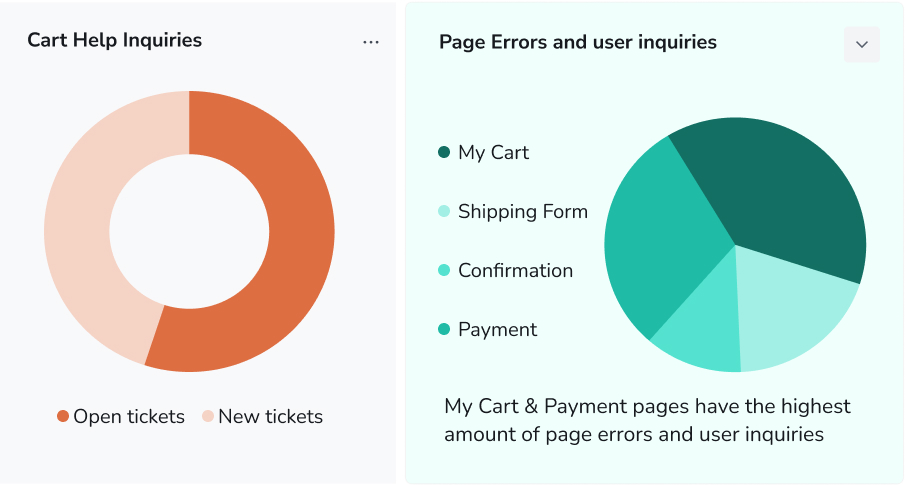 Cart Help Inquiries
Open tickets
New tickets
Page Errors and user inquiries
My Cart
Shipping Form
Confirmation
Payment
My Cart & Payment pages have the highest
amount of page errors and user inquiries